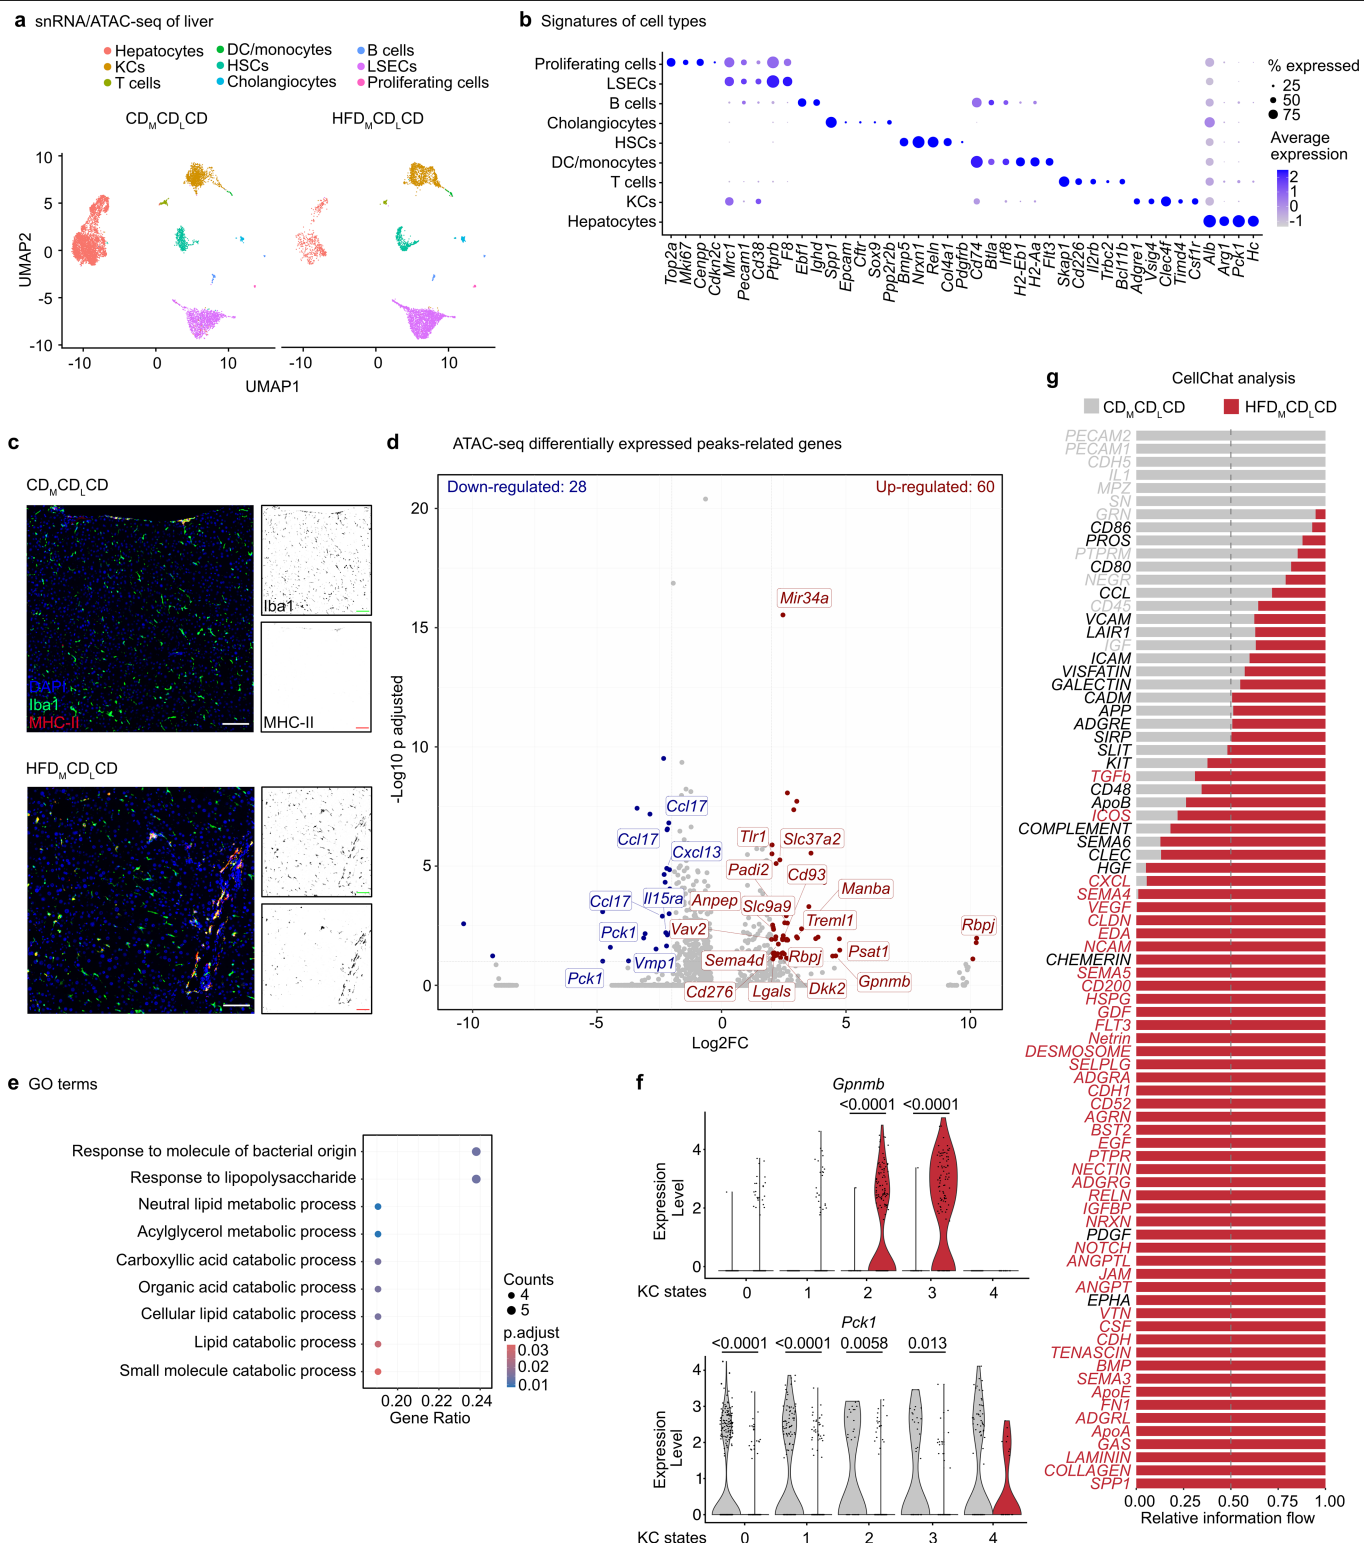 a snRNA/ATAC-seq of liver
Hepatocytes
KCs
T cells
DC/monocytes
HSCs
Cholangiocytes
B cells
LSECs
Proliferating cells
CDMCDLCD
HFDMCDLCD
UMAP2
10
5
0
-5
-10
-10
0
10
-10
0
10
UMAP1
b Signatures of cell types
Proliferating cells
LSECs
B cells
Cholangiocytes
HSCs
DC/monocytes
T cells
KCs
Hepatocytes
Top2a
Mki67
Cenpp
Cdkn2c
Mrc1
Pecam1
Cd38
Ptprb
F8
Ebf1
Ighd
Spp1
Epcam
Cftr
Sox9
Ppp2r2b
Bmp5
Nrxn1
Reln
Col4a1
Pdgfrb
Cd74
Btla
Irf8
H2-Eb1
H2-Aa
Flt3
Skap1
Cd226
Il2rb
Trbc2
Bcl11b
Adgre1
Vsig4
Clec4f
Timd4
Csf1r
Alb
Arg1
Pck1
Hc
% expressed
25
50
75
Average
expression
2
1
0
-1
c
CDMCDLCD
DAPI
Iba1
MHC-II
Iba1
MHC-II
HFDMCDLCD
d ATAC-seq differentially expressed peaks-related genes
Down-regulated: 28
Up-regulated: 60
-Log10 p adjusted
20
15
10
5
0
Mir34a
Ccl17
Ccl17
Cxcl13
Tlr1
Slc37a2
Padi2
Cd93
Manba
Ccl17
Il15ra
Anpep
Slc9a9
Treml1
Rbpj
Pck1
Vav2
Psat1
Pck1
Vmp1
Sema4d
Rbpj
Gpnmb
Cd276
Lgals
Dkk2
-10
-5
0
5
10
Log2FC
e GO terms
Response to molecule of bacterial origin
Response to lipopolysaccharide
Neutral lipid metabolic process
Acylglycerol metabolic process
Carboxyllic acid catabolic process
Organic acid catabolic process
Cellular lipid catabolic process
Lipid catabolic process
Small molecule catabolic process
0.20
0.22
0.24
Gene Ratio
Counts
4
5
p.adjust
0.03
0.02
0.01
f
Gpnmb
<0.0001
<0.0001
Expression
Level
4
2
0
KC states
0
1
2
3
4
Pck1
<0.0001
<0.0001
0.0058
0.013
Expression
Level
4
3
2
1
0
KC states
0
1
2
3
4
g
CellChat analysis
CDMCDLCD
HFDMCDLCD
PECAM2
PECAM1
CDH5
IL1
MPZ
SN
GRN
CD86
PROS
PTPRM
CD80
NEGR
CCL
CD45
VCAM
LAIR1
IGF
ICAM
VISFATIN
GALECTIN
CADM
APP
ADGRE
SIRP
SLIT
KIT
TGFb
CD48
ApoB
ICOS
COMPLEMENT
SEMA6
CLEC
HGF
CXCL
SEMA4
VEGF
CLDN
EDA
NCAM
CHEMERIN
SEMA5
CD200
HSPG
GDF
FLT3
Netrin
DESMOSOME
SELPLG
ADGRA
CDH1
CD52
AGRN
BST2
EGF
PTPR
NECTIN
ADGRG
RELN
IGFBP
NRXN
PDGF
NOTCH
ANGPTL
JAM
ANGPT
EPHA
VTN
CSF
CDH
TENASCIN
BMP
SEMA3
ApoE
FN1
ADGRL
ApoA
GAS
LAMININ
COLLAGEN
SPP1
0.00
0.25
0.50
0.75
1.00
Relative information flow